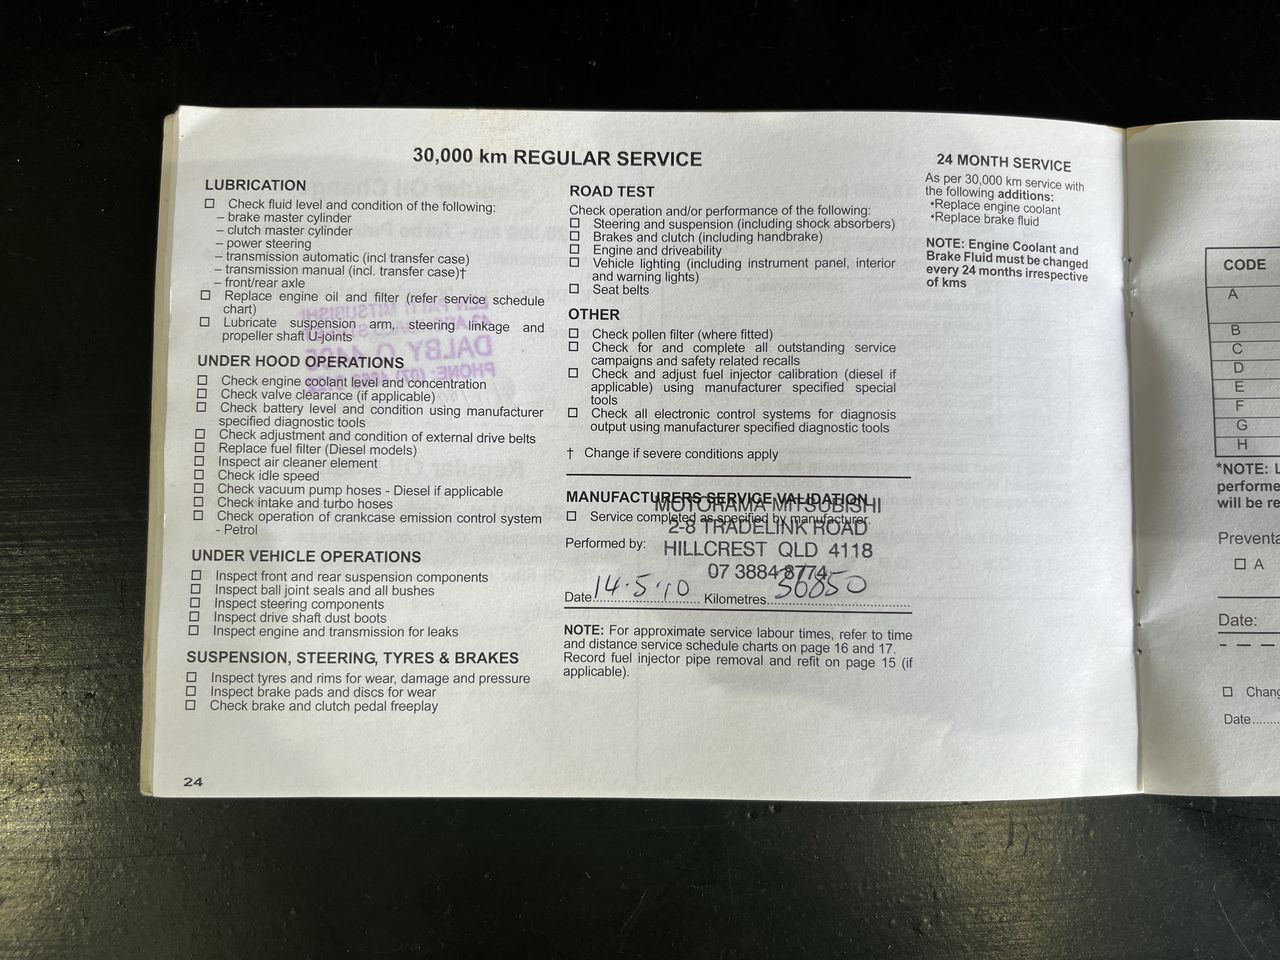 30,000 km REGULAR SERVICE
LUBRICATION
☐ Check fluid level and condition of the following:
– brake master cylinder
– clutch master cylinder
– power steering
– transmission automatic (incl transfer case)
– transmission manual (incl. transfer case)†
– front/rear axle
☐ Replace engine oil and filter (refer service schedule
chart)
☐ Lubricate suspension arm, steering linkage and
propeller shaft U-joints
UNDER HOOD OPERATIONS
☐ Check engine coolant level and concentration
☐ Check valve clearance (if applicable)
☐ Check battery level and condition using manufacturer
specified diagnostic tools
☐ Check adjustment and condition of external drive belts
☐ Replace fuel filter (Diesel models)
☐ Inspect air cleaner element
☐ Check idle speed
☐ Check vacuum pump hoses - Diesel if applicable
☐ Check intake and turbo hoses
☐ Check operation of crankcase emission control system
- Petrol
UNDER VEHICLE OPERATIONS
☐ Inspect front and rear suspension components
☐ Inspect ball joint seals and all bushes
☐ Inspect steering components
☐ Inspect drive shaft dust boots
☐ Inspect engine and transmission for leaks
SUSPENSION, STEERING, TYRES & BRAKES
☐ Inspect tyres and rims for wear, damage and pressure
☐ Inspect brake pads and discs for wear
☐ Check brake and clutch pedal freeplay
24
ROAD TEST
Check operation and/or performance of the following:
☐ Steering and suspension (including shock absorbers)
☐ Brakes and clutch (including handbrake)
☐ Engine and driveability
☐ Vehicle lighting (including instrument panel, interior
and warning lights)
☐ Seat belts
OTHER
☐ Check pollen filter (where fitted)
☐ Check for and complete all outstanding service
campaigns and safety related recalls
☐ Check and adjust fuel injector calibration (diesel if
applicable) using manufacturer specified special
tools
☐ Check all electronic control systems for diagnosis
output using manufacturer specified diagnostic tools
† Change if severe conditions apply
MANUFACTURERS SERVICE VALIDATION
MOTORAMA MITSUBISHI
☐ Service completed as specified by manufacturer.
2-8 TRADELINK ROAD
Performed by: HILLCREST QLD 4118
07 3884 8774
Date 14.5.10 Kilometres 30850
NOTE: For approximate service labour times, refer to time
and distance service schedule charts on page 16 and 17.
Record fuel injector pipe removal and refit on page 15 (if
applicable).
24 MONTH SERVICE
As per 30,000 km service with
the following additions:
•Replace engine coolant
•Replace brake fluid
NOTE: Engine Coolant and
Brake Fluid must be changed
every 24 months irrespective
of kms
CODE
A
B
C
D
E
F
G
H
*NOTE:
performe
will be re
Preventa
☐ A
Date:
☐ Chang
Date